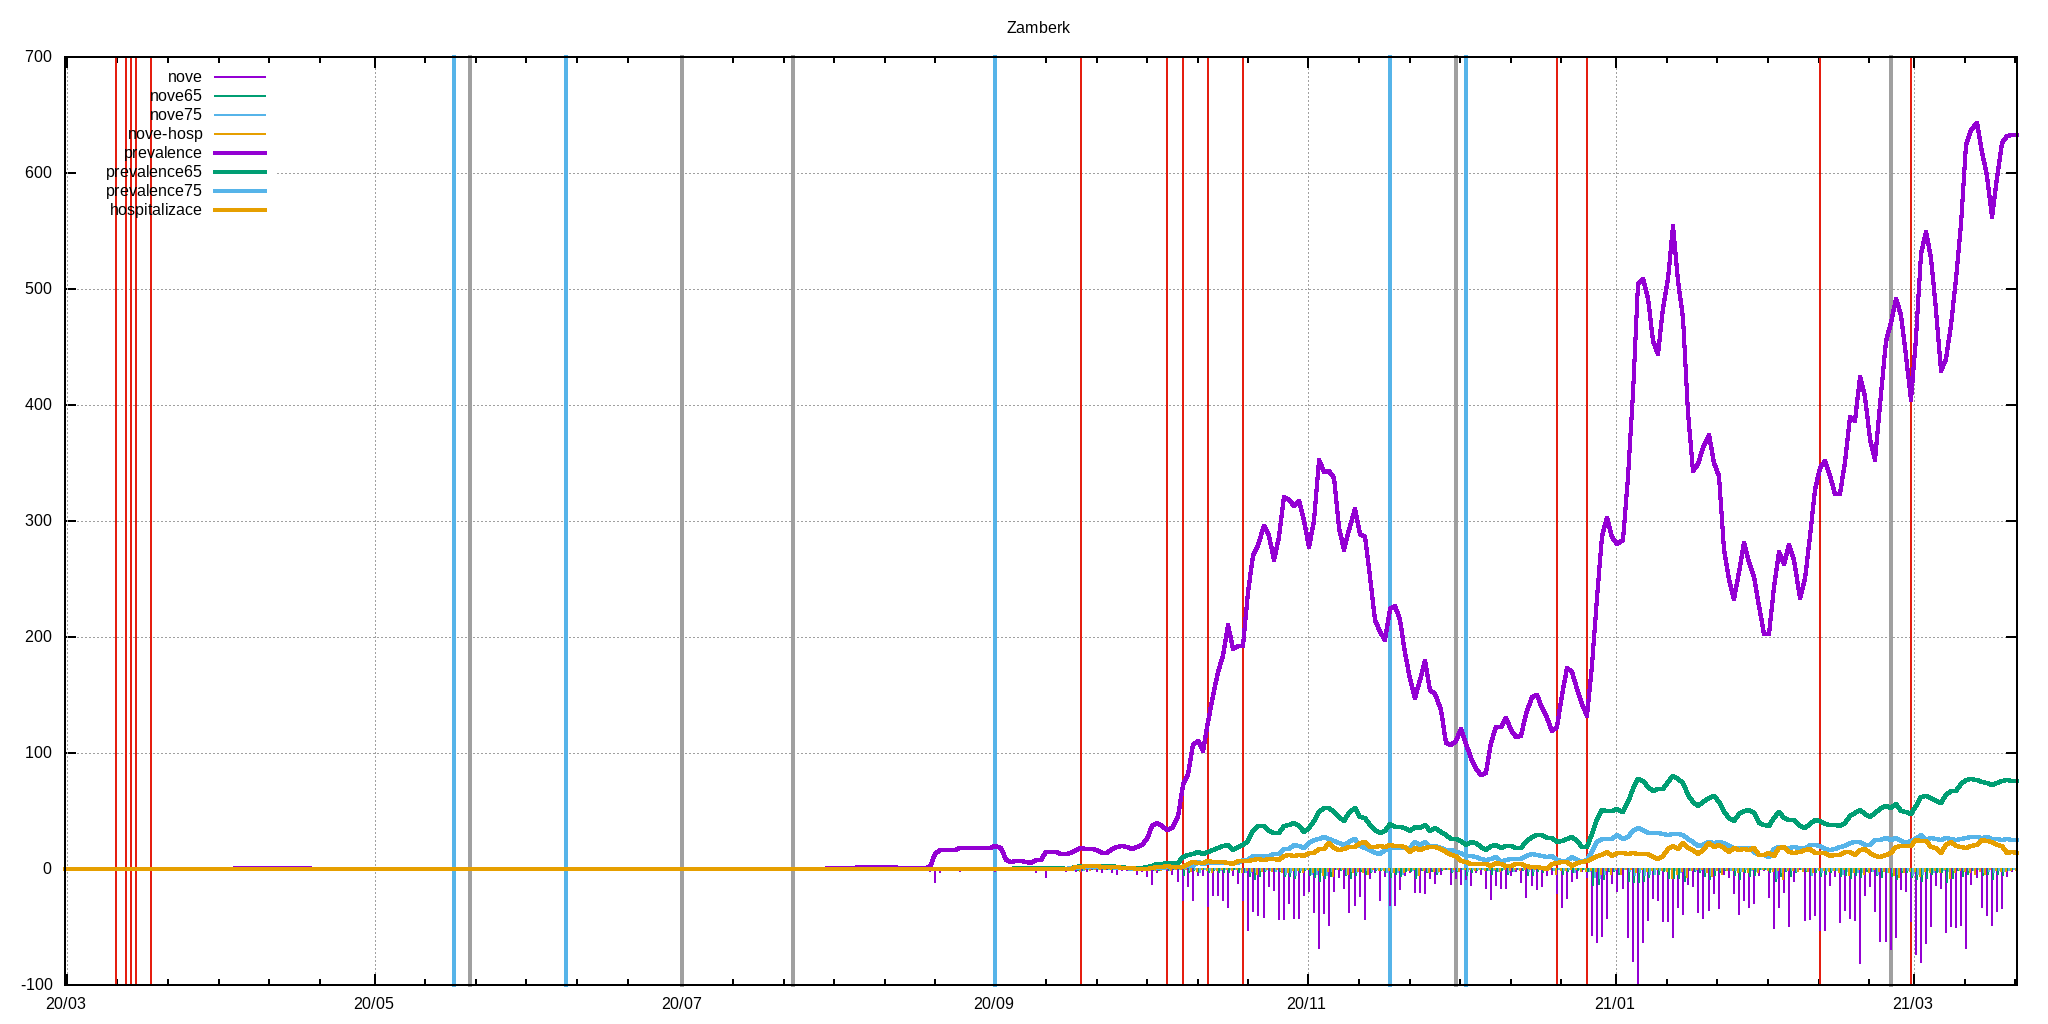 Zamberk
700
600
500
400
300
200
100
0
-100
nove
nove65
nove75
nove-hosp
prevalence
prevalence65
prevalence75
hospitalizace
20/03 20/05 20/07 20/09 20/11 21/01 21/03